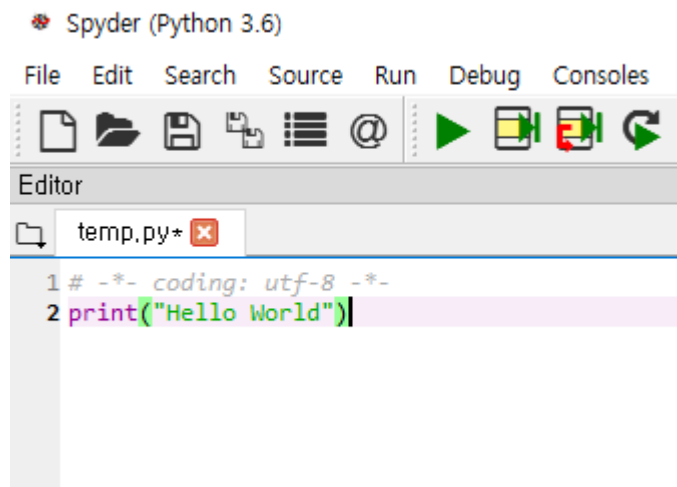 Spyder (Python 3.6)
File Edit Search Source Run Debug Consoles
Editor
temp.py*
1 # -*- coding: utf-8 -*-
2 print("Hello World")